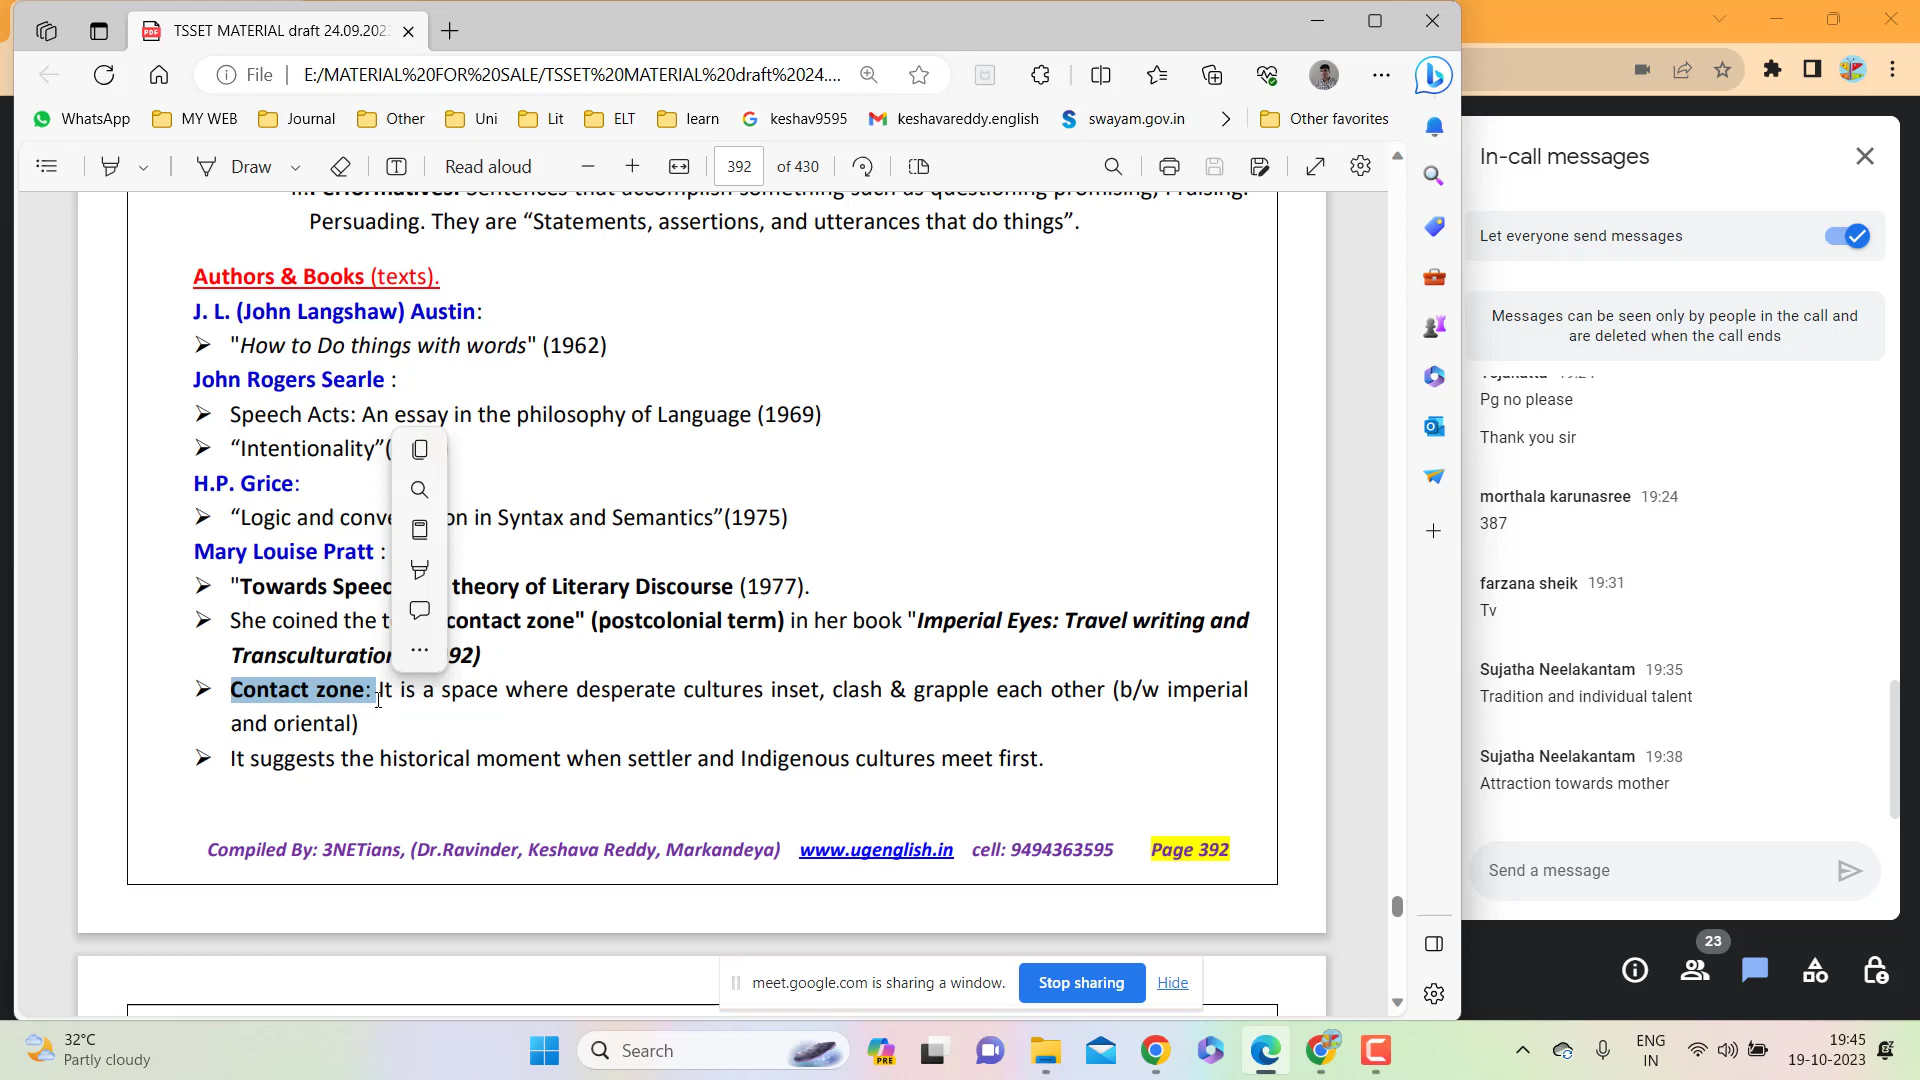 TSSET MATERIAL draft 24.09.202
File
E:/MATERIAL%20FOR%20SALE/TSSET%20MATERIAL%20draft%2024....
WhatsApp
MY WEB
Journal
Other
Uni
Lit
ELT
learn
keshav9595
keshavareddy.english
swayam.gov.in
Other favorites
Draw
Read aloud
392
of 430
Sentences that accomplish something such as questioning promising, Praising.
Persuading. They are “Statements, assertions, and utterances that do things”.
Authors & Books (texts).
J. L. (John Langshaw) Austin:
➢ "How to Do things with words" (1962)
John Rogers Searle :
➢ Speech Acts: An essay in the philosophy of Language (1969)
➢ “Intentionality”(
H.P. Grice:
➢ “Logic and conve on in Syntax and Semantics”(1975)
Mary Louise Pratt :
➢ "Towards Speec theory of Literary Discourse (1977).
➢ She coined the t contact zone" (postcolonial term) in her book "Imperial Eyes: Travel writing and
Transculturation 92)
➢ Contact zone: It is a space where desperate cultures inset, clash & grapple each other (b/w imperial
and oriental)
➢ It suggests the historical moment when settler and Indigenous cultures meet first.
Compiled By: 3NETians, (Dr.Ravinder, Keshava Reddy, Markandeya) www.ugenglish.in cell: 9494363595 Page 392
meet.google.com is sharing a window.
Stop sharing
Hide
In-call messages
Let everyone send messages
Messages can be seen only by people in the call and
are deleted when the call ends
Pg no please
Thank you sir
morthala karunasree 19:24
387
farzana sheik 19:31
Tv
Sujatha Neelakantam 19:35
Tradition and individual talent
Sujatha Neelakantam 19:38
Attraction towards mother
Send a message
23
32°C
Partly cloudy
Search
PRE
ENG
IN
19:45
19-10-2023